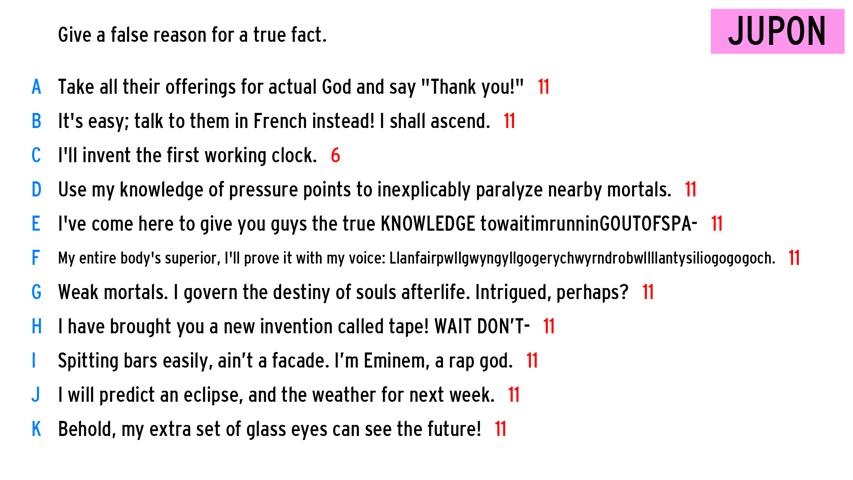 JUPON
Give a false reason for a true fact.
A Take all their offerings for actual God and say "Thank you!" 11
B It's easy; talk to them in French instead! I shall ascend. 11
C I'll invent the first working clock. 6
D Use my knowledge of pressure points to inexplicably paralyze nearby mortals. 11
E I've come here to give you guys the true KNOWLEDGE towaitimrunninGOUTOFSPA- 11
F My entire body's superior, I'll prove it with my voice: Llanfairpwllgwyngyllgogerychwyrndrobwllllantysiliogogogoch. 11
G Weak mortals. I govern the destiny of souls afterlife. Intrigued, perhaps? 11
H I have brought you a new invention called tape! WAIT DON'T- 11
I Spitting bars easily, ain't a facade. I'm Eminem, a rap god. 11
J I will predict an eclipse, and the weather for next week. 11
K Behold, my extra set of glass eyes can see the future! 11